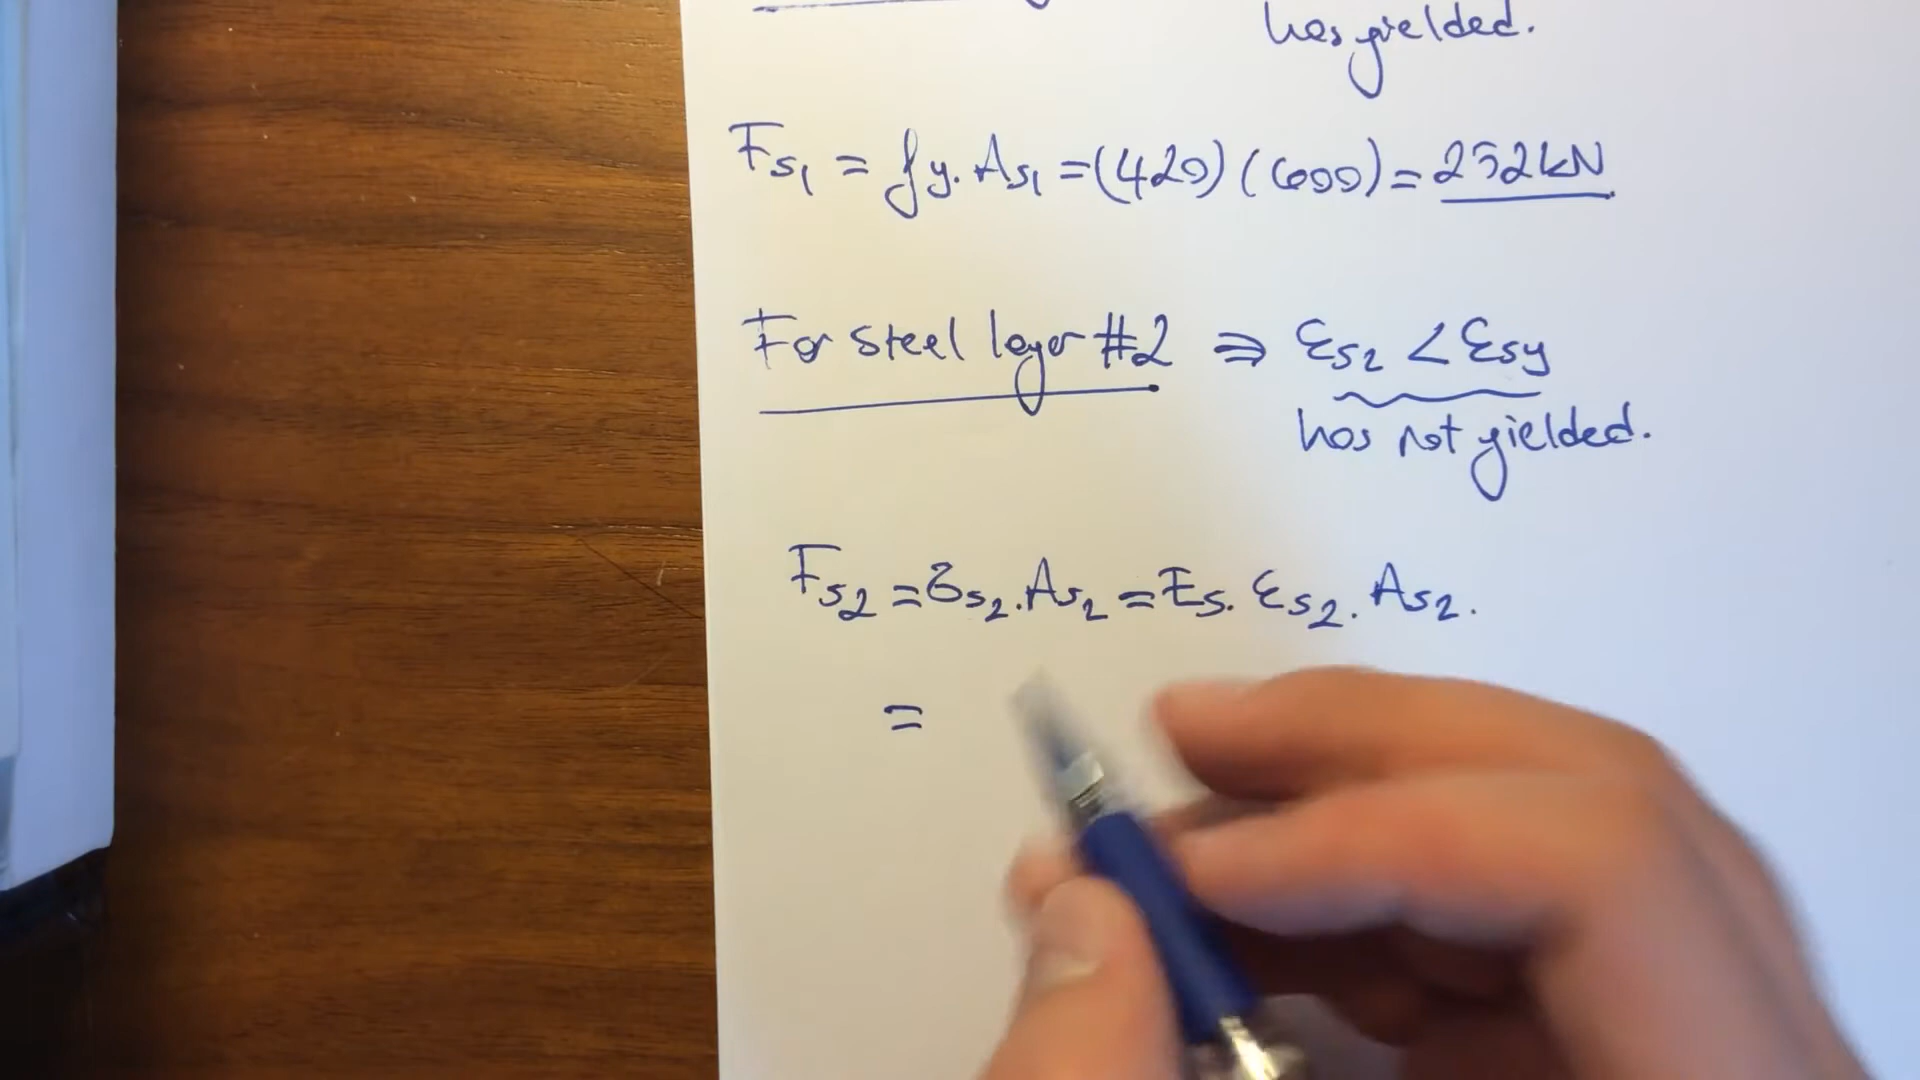 has yielded.
Fs1 = fy. As1 = (420) (600) = 252kN
For Steel layer #2 ⇒ εs2 < εsy
has not yielded.
Fs2 = σs2. As2 = Es. εs2. As2.
=